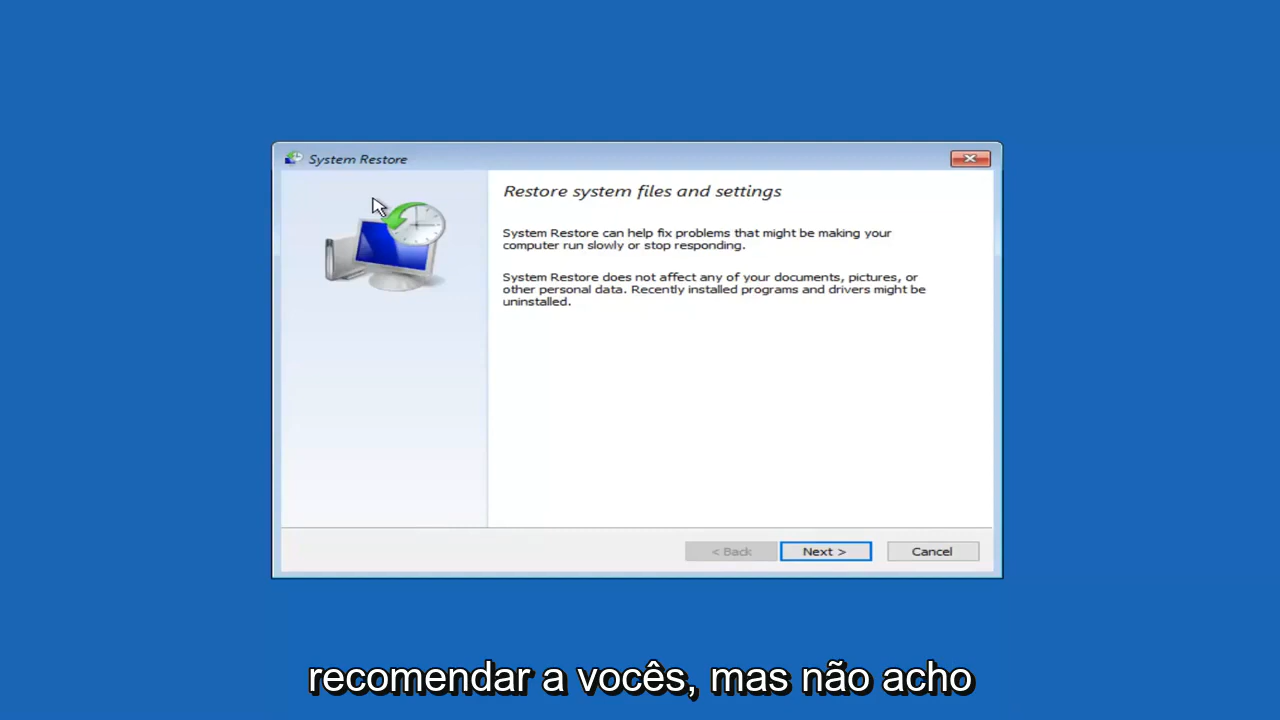 System Restore
Restore system files and settings
System Restore can help fix problems that might be making your
computer run slowly or stop responding.
System Restore does not affect any of your documents, pictures, or
other personal data. Recently installed programs and drivers might be
uninstalled.
< Back
Next >
Cancel
recomendar a vocês, mas não acho